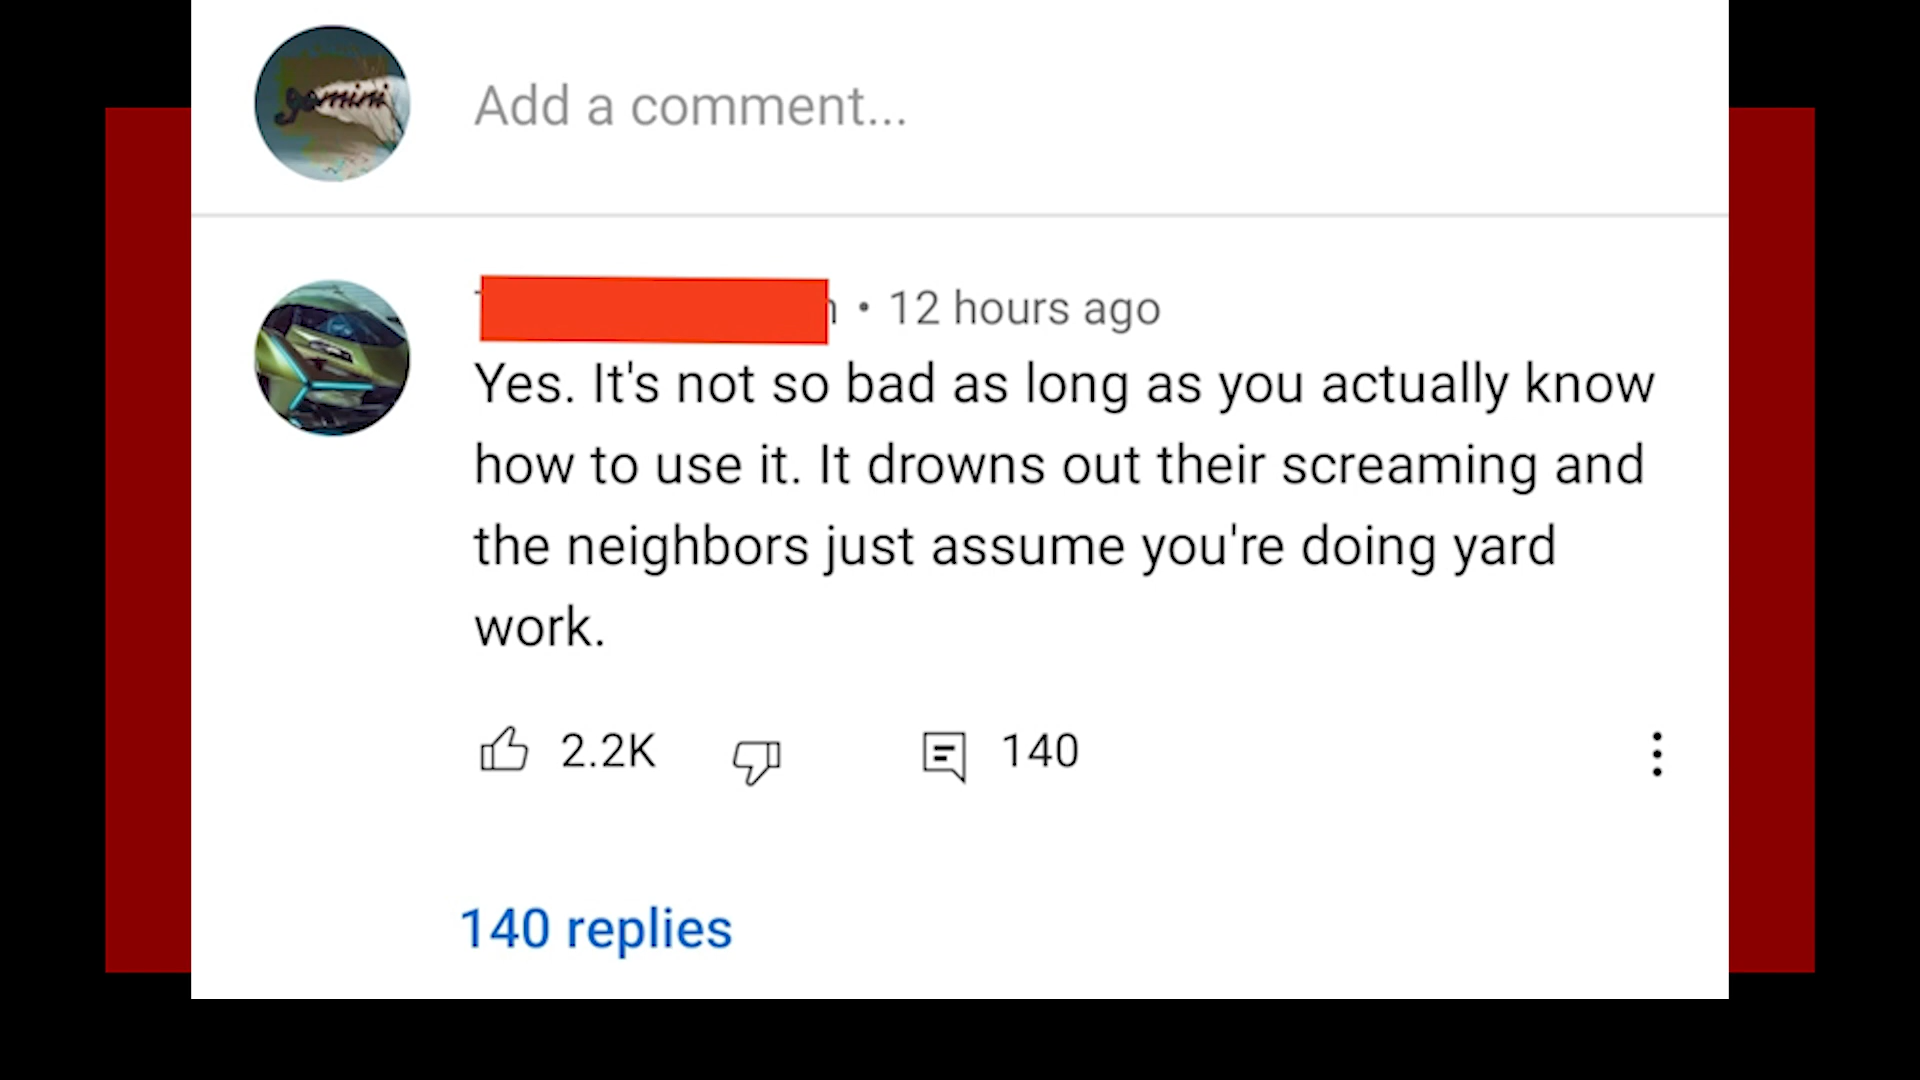 gemini
Add a comment...
• 12 hours ago
Yes. It's not so bad as long as you actually know
how to use it. It drowns out their screaming and
the neighbors just assume you're doing yard
work.
2.2K 140
140 replies